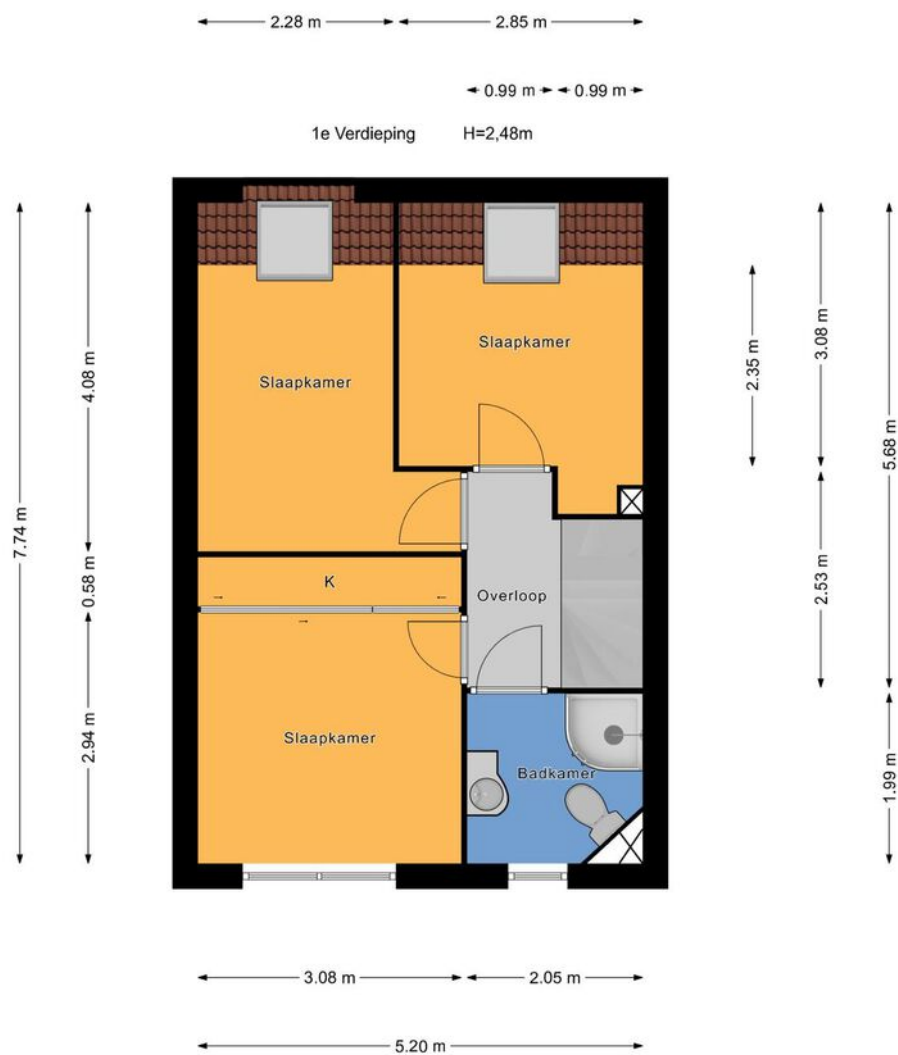 2.28 m 2.85 m
0.99 m 0.99 m
1e Verdieping H=2,48m
Slaapkamer
Slaapkamer
K
Overloop
Slaapkamer
Badkamer
7.74 m
4.08 m
0.58 m
2.94 m
2.35 m
3.08 m
2.53 m
5.68 m
1.99 m
3.08 m 2.05 m
5.20 m